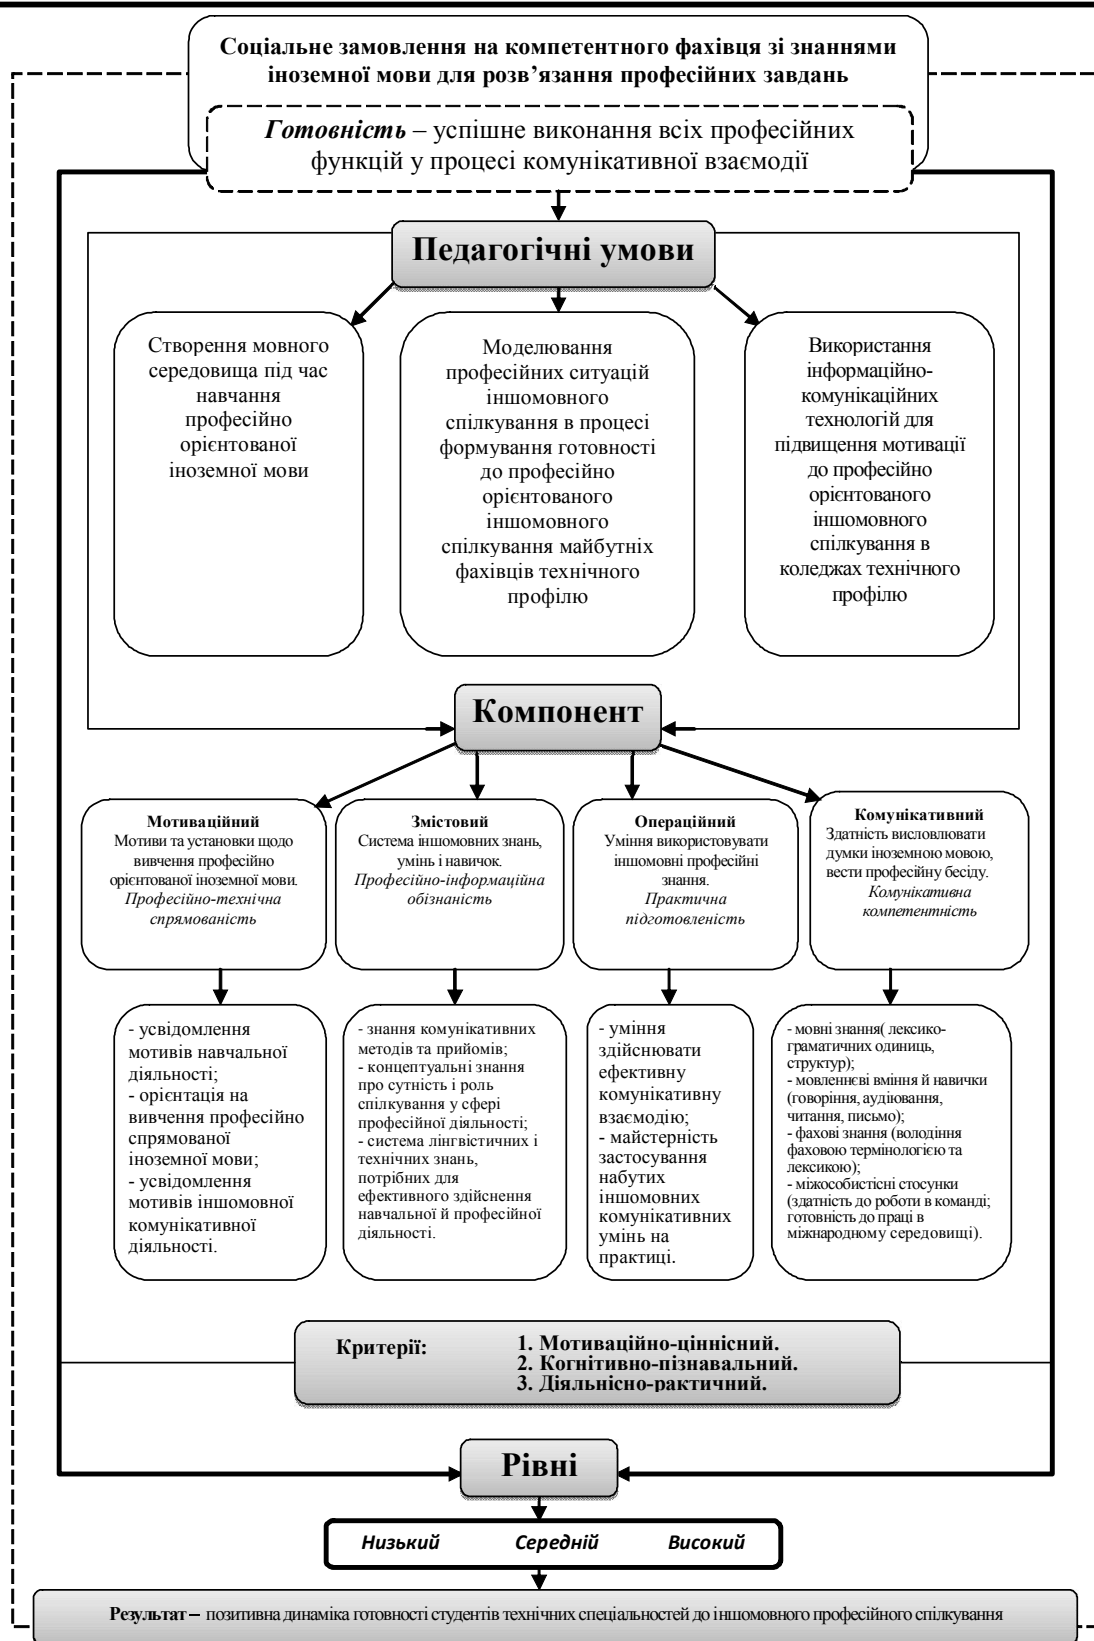 Соціальне замовлення на компетентного фахівця зі знаннями
іноземної мови для розв’язання професійних завдань
Готовність – успішне виконання всіх професійних
функцій у процесі комунікативної взаємодії
Педагогічні умови
Створення мовного
середовища під час
навчання
професійно
орієнтованої
іноземної мови
Моделювання
професійних ситуацій
іншомовного
спілкування в процесі
формування готовності
до професійно
орієнтованого
іншомовного
спілкування майбутніх
фахівців технічного
профілю
Використання
інформаційно-
комунікаційних
технологій для
підвищення мотивації
до професійно
орієнтованого
іншомовного
спілкування в
коледжах технічного
профілю
Компонент
Мотиваційний
Мотиви та установки щодо
вивчення професійно
орієнтованої іноземної мови.
Професійно-технічна
спрямованість
Змістовий
Система іншомовних знань,
умінь і навичок.
Професійно-інформаційна
обізнаність
Операційний
Уміння використовувати
іншомовні професійні
знання.
Практична
підготовленість
Комунікативний
Здатність висловлювати
думки іноземною мовою,
вести професійну бесіду.
Комунікативна
компетентність
- усвідомлення
мотивів навчальної
діяльності;
- орієнтація на
вивчення професійно
спрямованої
іноземної мови;
- усвідомлення
мотивів іншомовної
комунікативної
діяльності.
- знання комунікативних
методів та прийомів;
- концептуальні знання
про сутність і роль
спілкування у сфері
професійної діяльності;
- система лінгвістичних і
технічних знань,
потрібних для
ефективного здійснення
навчальної й професійної
діяльності.
- уміння
здійснювати
ефективну
комунікативну
взаємодію;
- майстерність
застосування
набутих
іншомовних
комунікативних
умінь на
практиці.
- мовні знання( лексико-
граматичних одиниць,
структур);
- мовленнєві вміння й навички
(говоріння, аудіювання,
читання, письмо);
- фахові знання (володіння
фаховою термінологією та
лексикою);
- міжособистісні стосунки
(здатність до роботи в команді;
готовність до праці в
міжнародному середовищі).
Критерії: 1. Мотиваційно-ціннісний.
2. Когнітивно-пізнавальний.
3. Діяльнісно-рактичний.
Рівні
Низький Середній Високий
Результат – позитивна динаміка готовності студентів технічних спеціальностей до іншомовного професійного спілкування